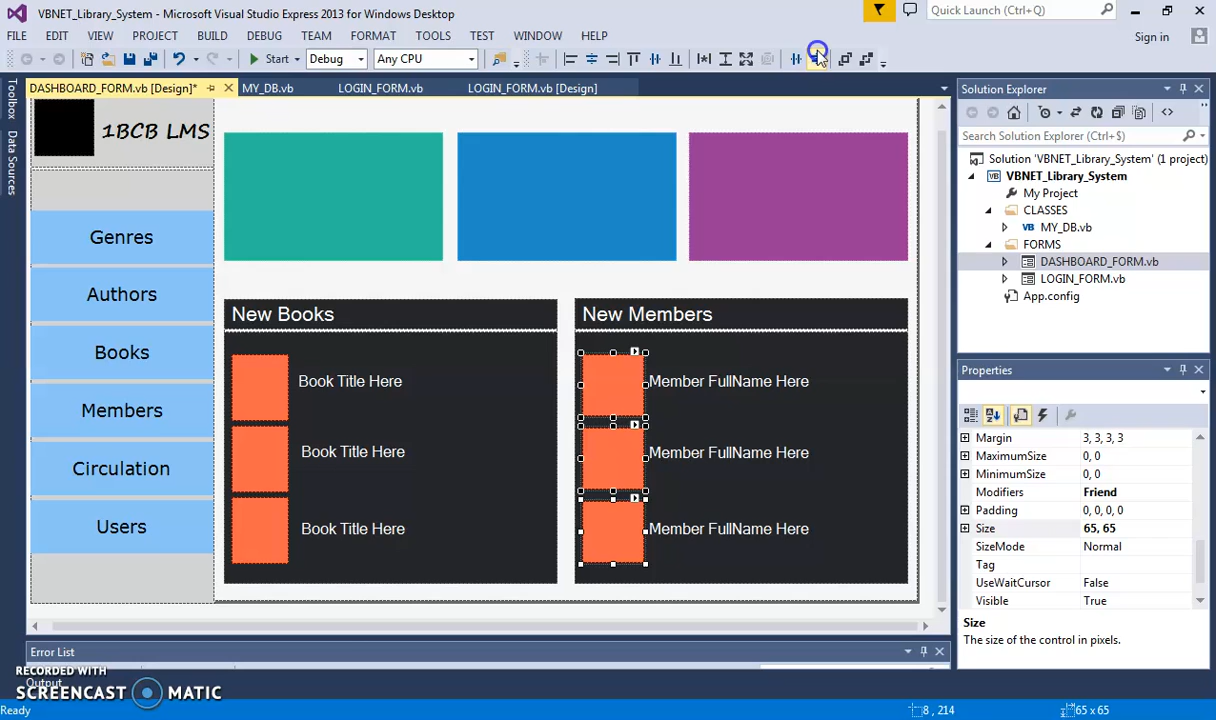 VBNET_Library_System - Microsoft Visual Studio Express 2013 for Windows Desktop
Quick Launch (Ctrl+Q)
FILE EDIT VIEW PROJECT BUILD DEBUG TEAM FORMAT TOOLS TEST WINDOW HELP
Sign in
Start Debug Any CPU
Toolbox
Data Sources
DASHBOARD_FORM.vb [Design]* MY_DB.vb LOGIN_FORM.vb LOGIN_FORM.vb [Design]
1BCB LMS
Genres
Authors
Books
Members
Circulation
Users
New Books
Book Title Here
Book Title Here
Book Title Here
New Members
Member FullName Here
Member FullName Here
Member FullName Here
Solution Explorer
Search Solution Explorer (Ctrl+$)
Solution 'VBNET_Library_System' (1 project)
VBNET_Library_System
My Project
CLASSES
VB MY_DB.vb
FORMS
DASHBOARD_FORM.vb
LOGIN_FORM.vb
App.config
Properties
Margin 3, 3, 3, 3
MaximumSize 0, 0
MinimumSize 0, 0
Modifiers Friend
Padding 0, 0, 0, 0
Size 65, 65
SizeMode Normal
Tag
UseWaitCursor False
Visible True
Size
The size of the control in pixels.
Error List
Output
RECORDED WITH
SCREENCAST MATIC
Ready 8 , 214 65 x 65